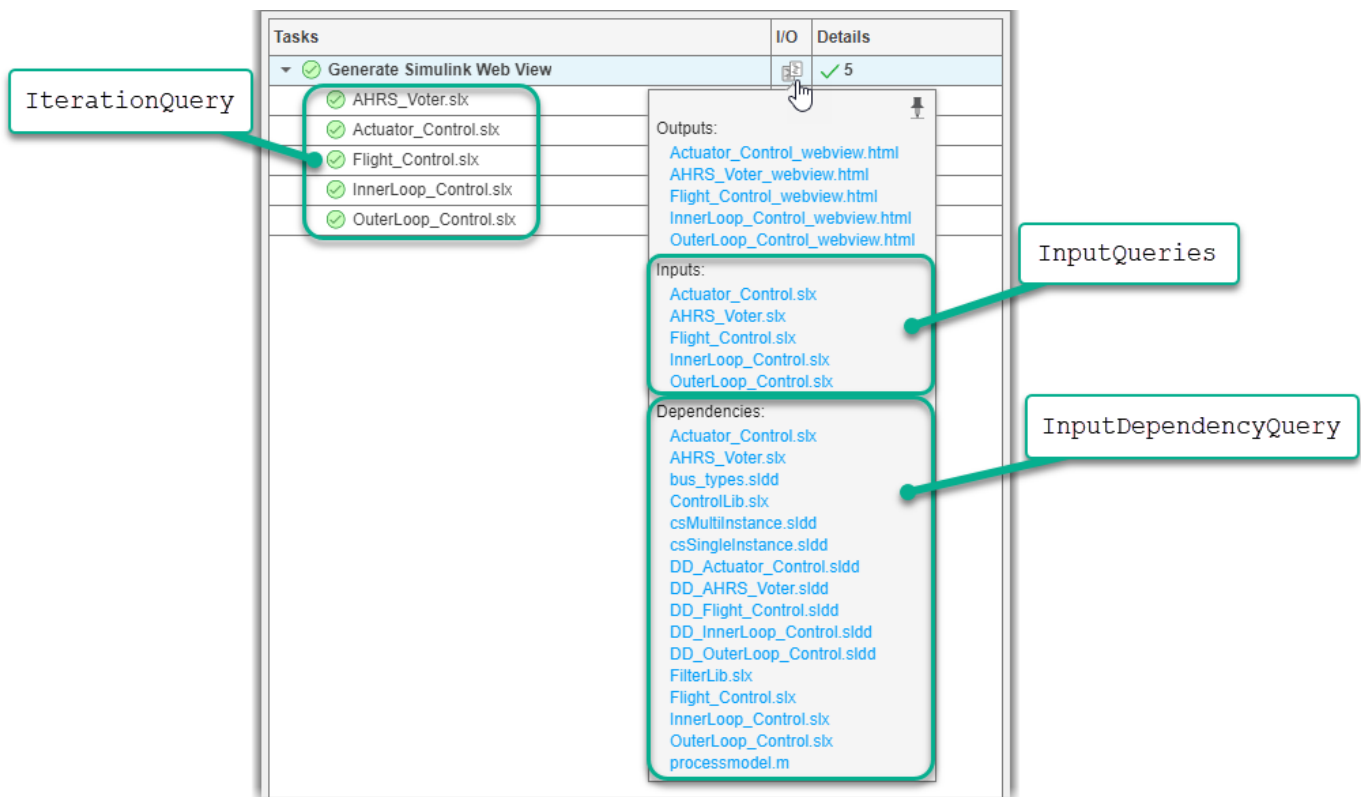 Tasks I/O Details
Generate Simulink Web View 5
IterationQuery
AHRS_Voter.slx
Actuator_Control.slx
Flight_Control.slx
InnerLoop_Control.slx
OuterLoop_Control.slx
Outputs:
Actuator_Control_webview.html
AHRS_Voter_webview.html
Flight_Control_webview.html
InnerLoop_Control_webview.html
OuterLoop_Control_webview.html
InputQueries
Inputs:
Actuator_Control.slx
AHRS_Voter.slx
Flight_Control.slx
InnerLoop_Control.slx
OuterLoop_Control.slx
InputDependencyQuery
Dependencies:
Actuator_Control.slx
AHRS_Voter.slx
bus_types.sldd
ControlLib.slx
csMultiInstance.sldd
csSingleInstance.sldd
DD_Actuator_Control.sldd
DD_AHRS_Voter.sldd
DD_Flight_Control.sldd
DD_InnerLoop_Control.sldd
DD_OuterLoop_Control.sldd
FilterLib.slx
Flight_Control.slx
InnerLoop_Control.slx
OuterLoop_Control.slx
processmodel.m